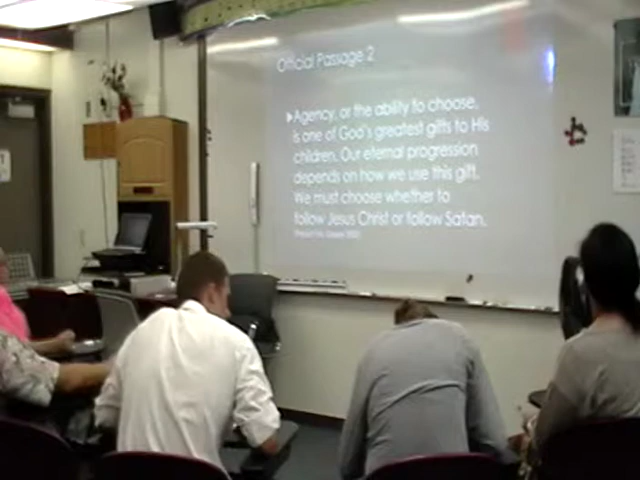 Official Passage 2
Agency, or the ability to choose,
is one of God's greatest gifts to His
children. Our eternal progression
depends on how we use this gift.
We must choose whether to
follow Jesus Christ or follow Satan.